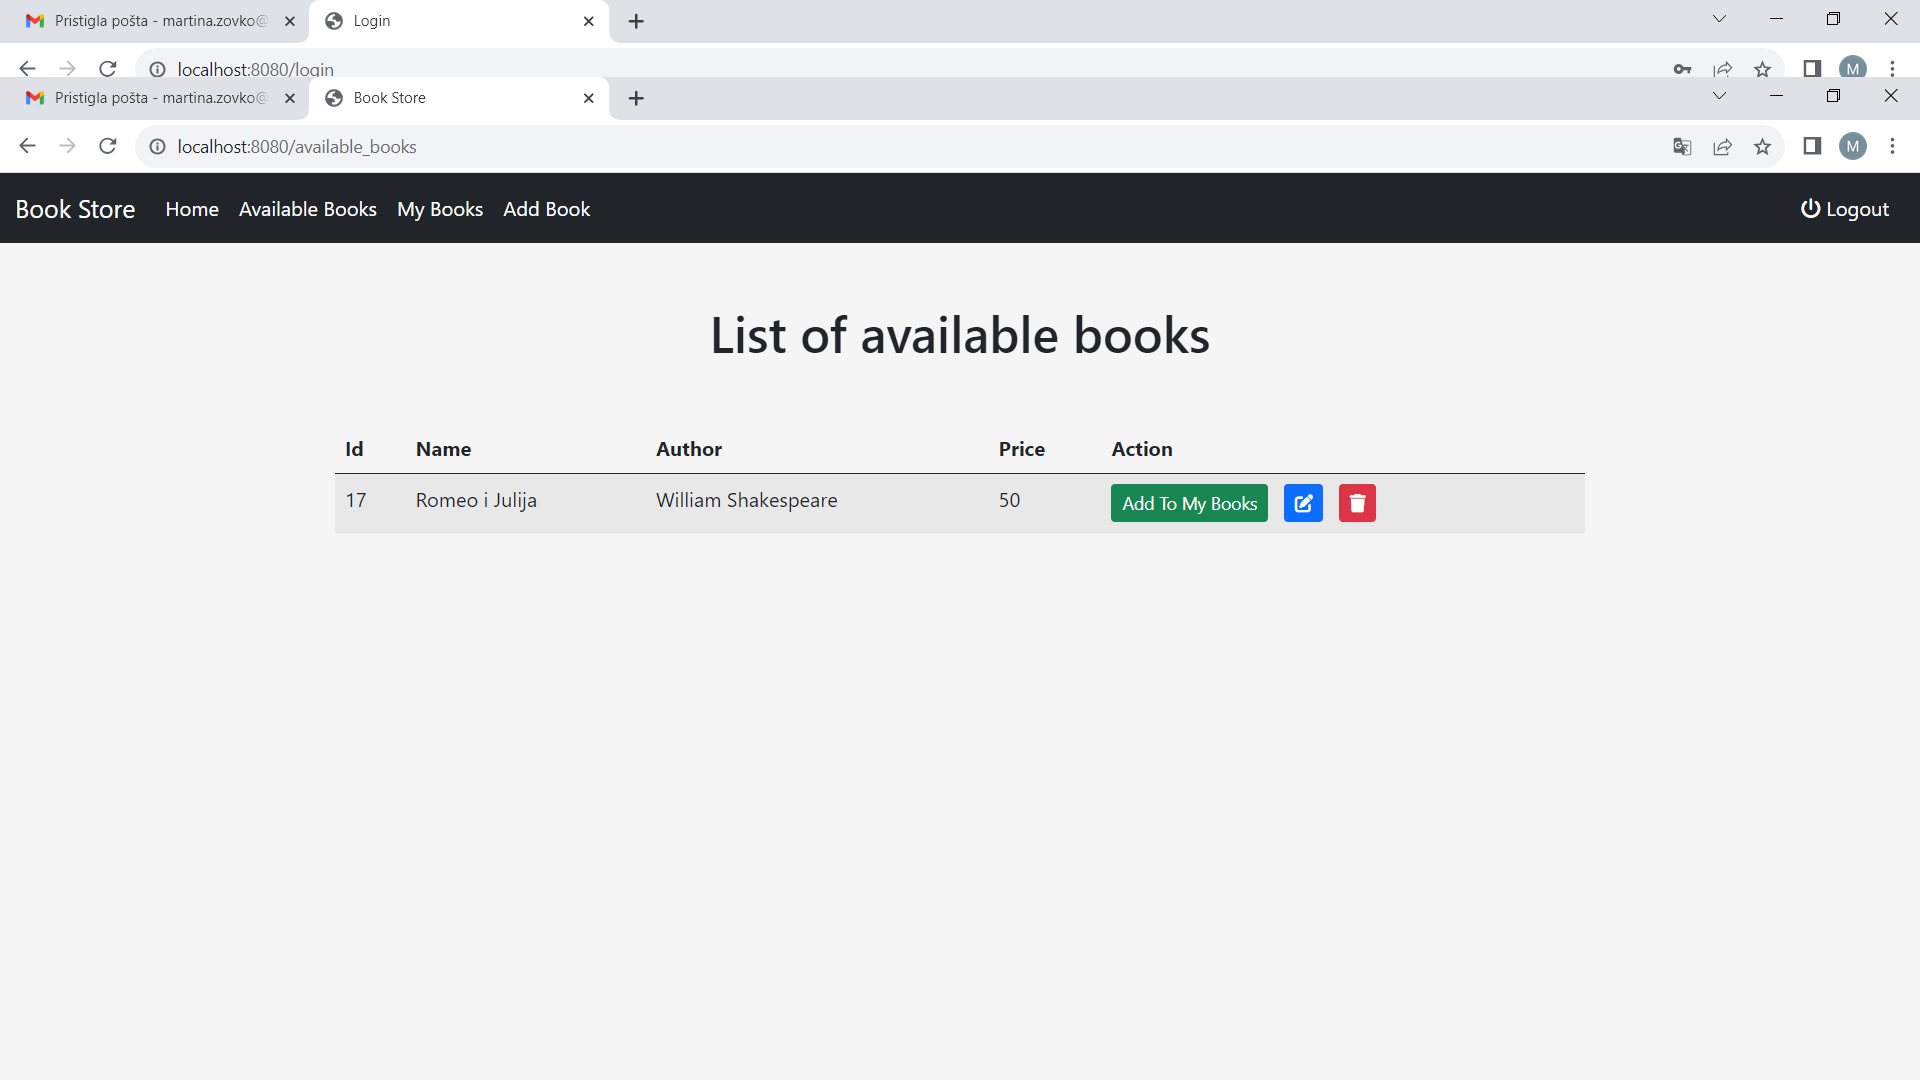 Pristigla pošta - martina.zovko@ Login
localhost:8080/login M
Pristigla pošta - martina.zovko@ Book Store
localhost:8080/available_books M
Book Store Home Available Books My Books Add Book Logout
List of available books
Id Name Author Price Action
17 Romeo i Julija William Shakespeare 50 Add To My Books